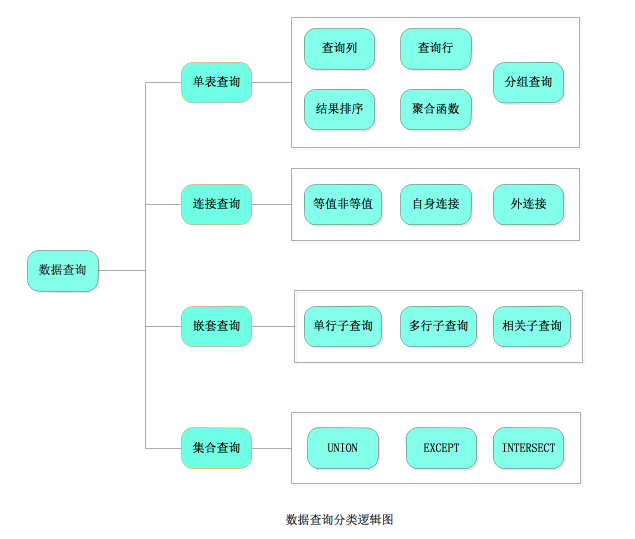 数据查询
单表查询
查询列
查询行
分组查询
结果排序
聚合函数
连接查询
等值非等值
自身连接
外连接
嵌套查询
单行子查询
多行子查询
相关子查询
集合查询
UNION
EXCEPT
INTERSECT
数据查询分类逻辑图